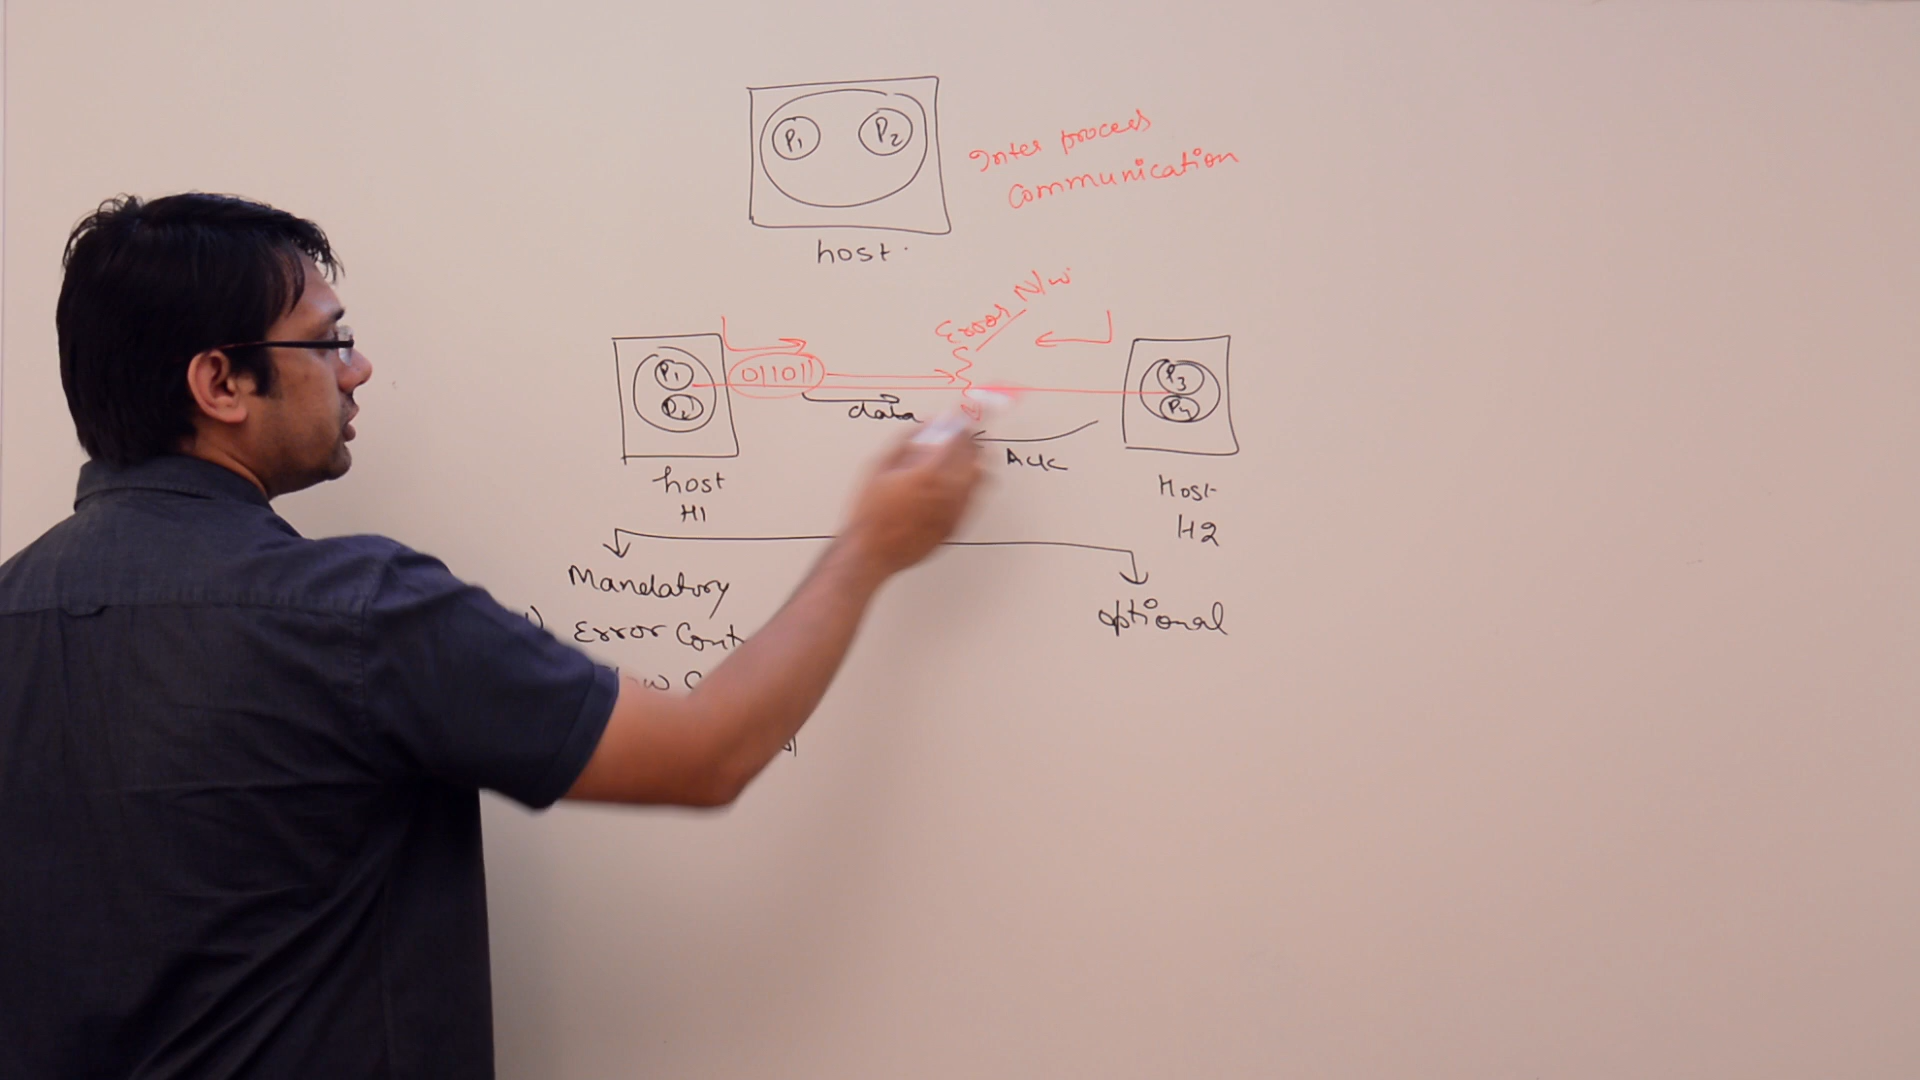 P1 P2
Inter process
communication
host.
Error N/w
P1
011011
P3
P2
data
P4
ACK
host
H1
Host
H2
Mandatory
optional
1) Error Cont